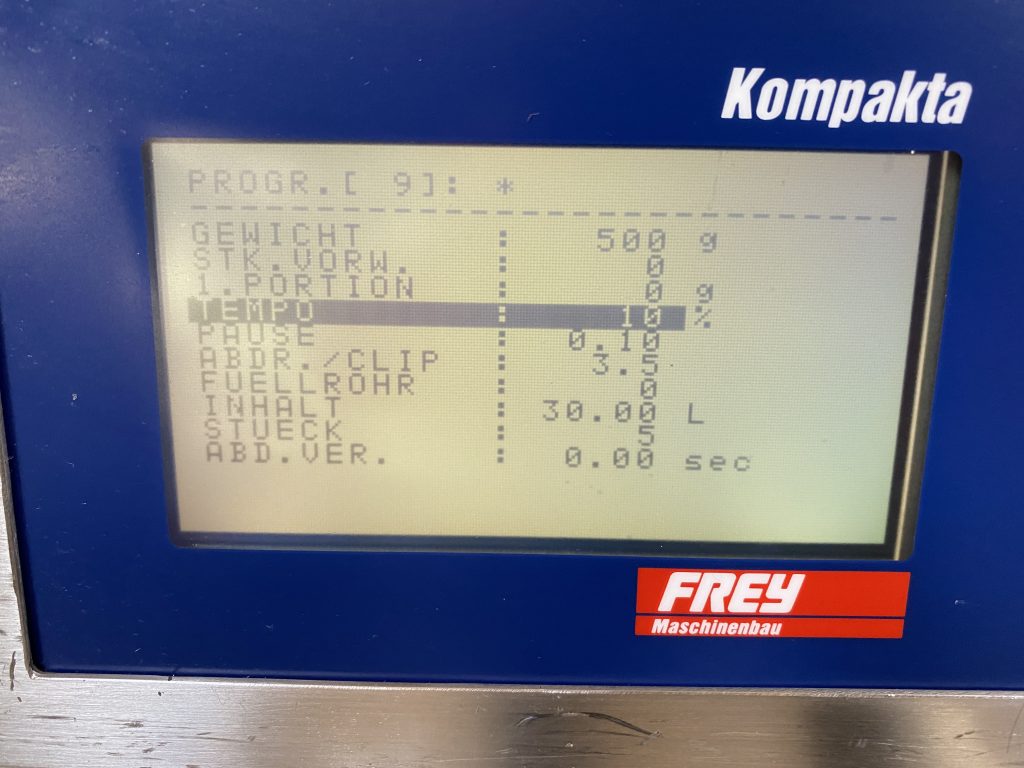 Kompakta
PROGR.[ 9]: *
GEWICHT : 500 g
STK.VORW. : 0
1.PORTION : 0 g
TEMPO : 10 %
PAUSE : 0.10
ABDR./CLIP : 3.5
FUELLROHR : 0
INHALT : 30.00 L
STUECK : 5
ABD.VER. : 0.00 sec
FREY
Maschinenbau